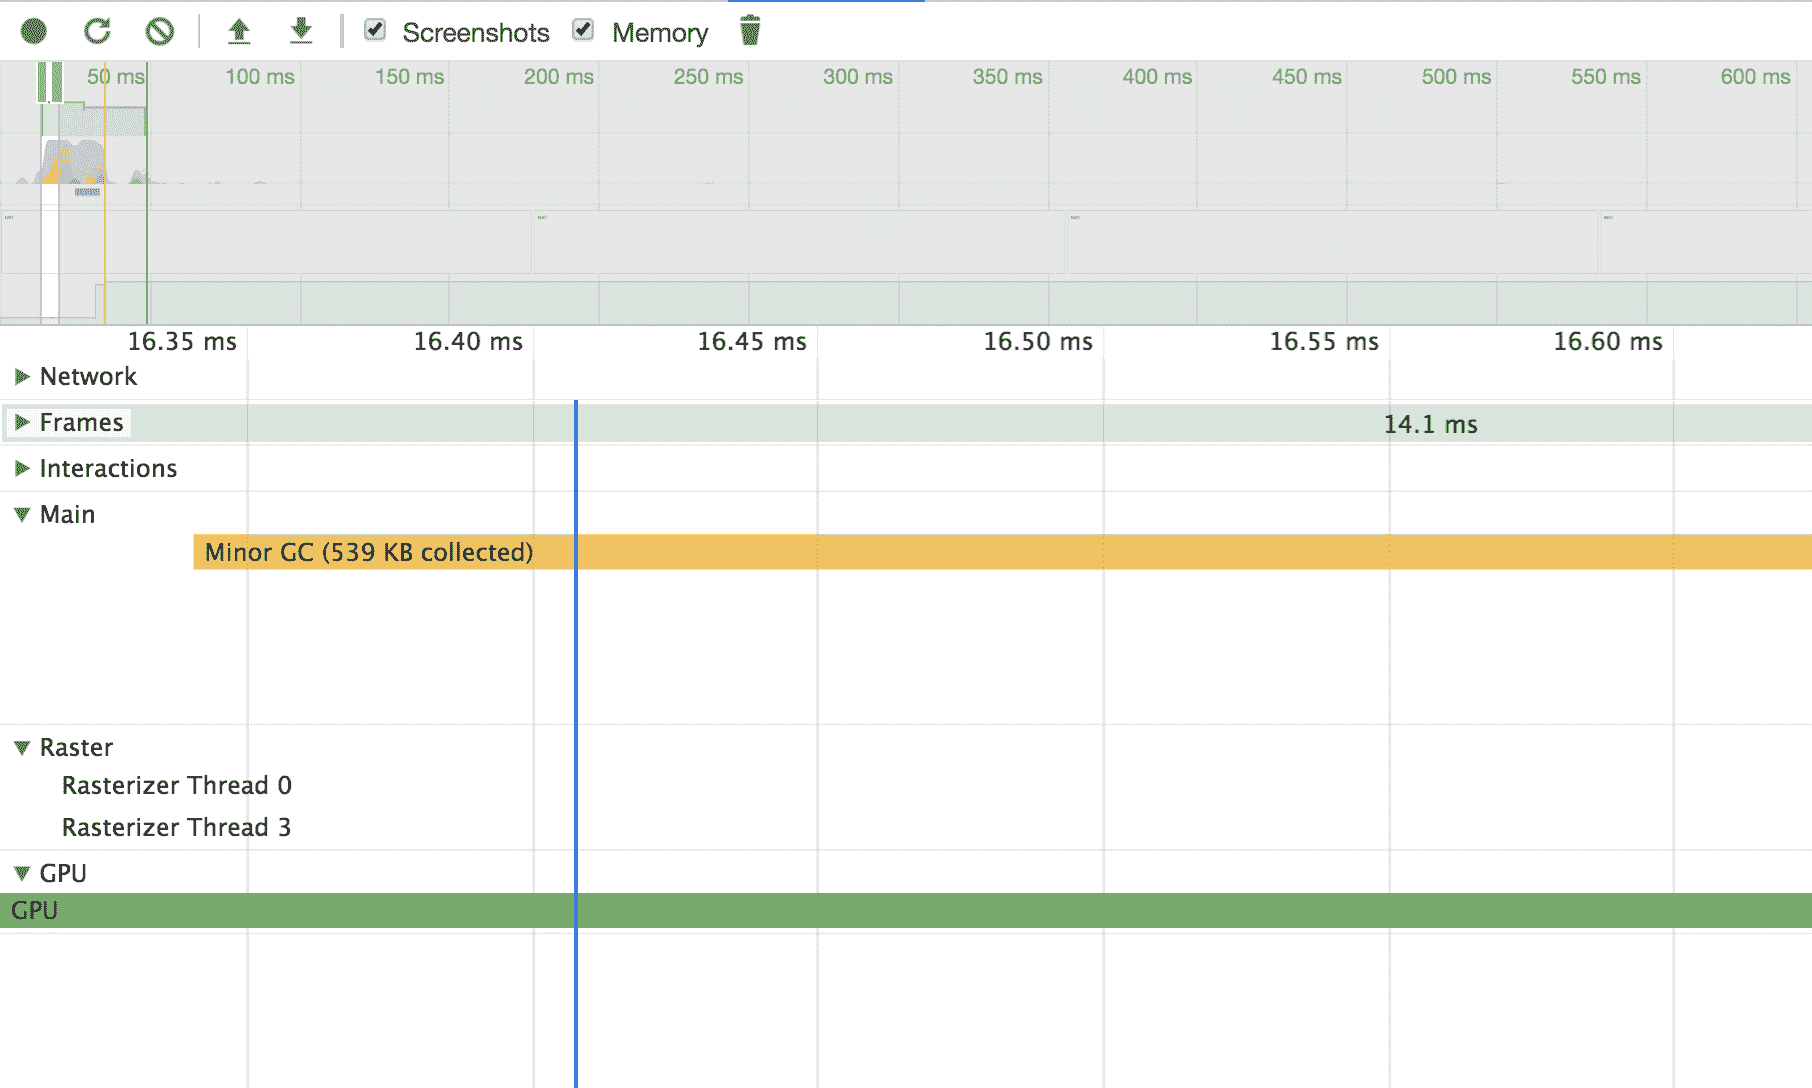 Screenshots Memory
50 ms 100 ms 150 ms 200 ms 250 ms 300 ms 350 ms 400 ms 450 ms 500 ms 550 ms 600 ms
16.35 ms 16.40 ms 16.45 ms 16.50 ms 16.55 ms 16.60 ms
Network
Frames 14.1 ms
Interactions
Main
Minor GC (539 KB collected)
Raster
Rasterizer Thread 0
Rasterizer Thread 3
GPU
GPU